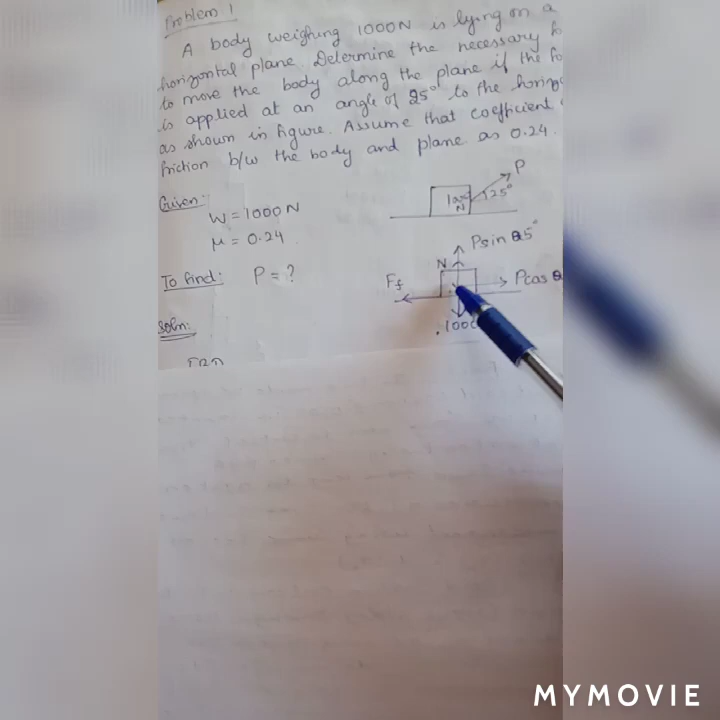 Problem 1
A body weighing 1000N is lying on a
horizontal plane. Determine the necessary
to move the body along the plane if the
is applied at an angle of 25° to the
as shown in figure. Assume that coefficient
friction b/w the body and plane as 0.24.
Given:
W = 1000 N
μ = 0.24
To find: P = ?
Soln:
P
25°
N
P sin 25°
N
Ff
P cos
MYMOVIE